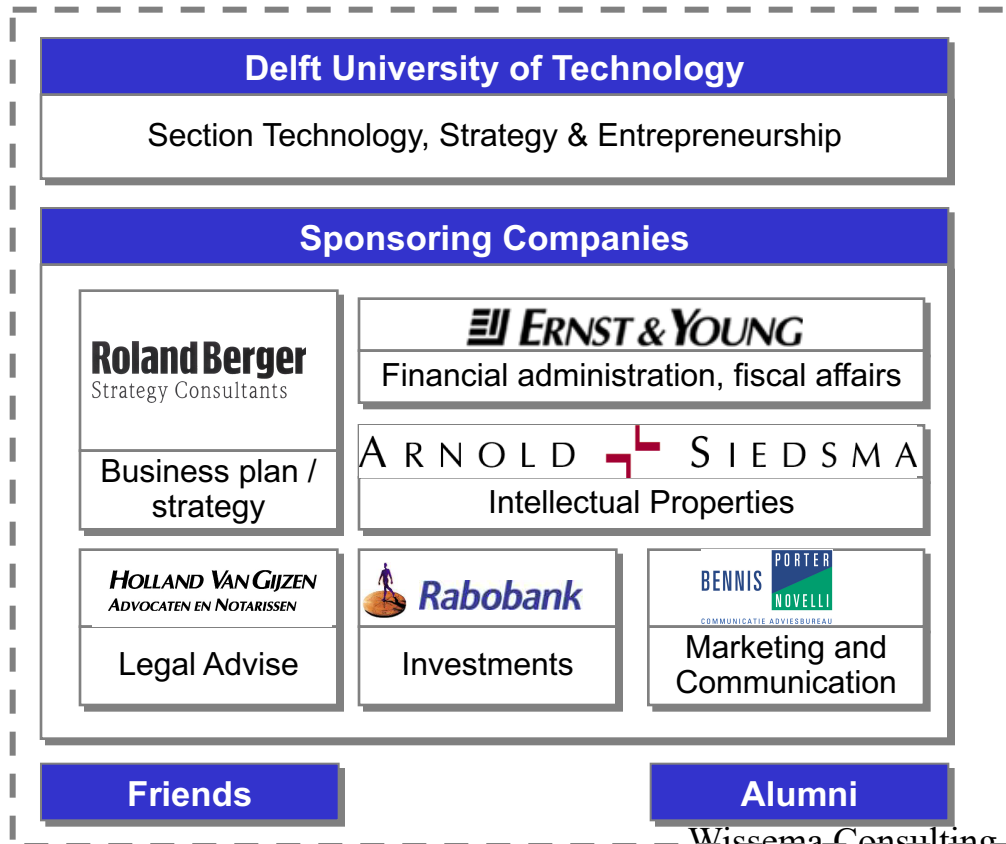 Delft University of Technology
Section Technology, Strategy & Entrepreneurship
Sponsoring Companies
Roland Berger
Strategy Consultants
Business plan /
strategy
ERNST & YOUNG
Financial administration, fiscal affairs
ARNOLD SIEDSMA
Intellectual Properties
HOLLAND VAN GIJZEN
ADVOCATEN EN NOTARISSEN
Legal Advise
Rabobank
Investments
BENNIS
PORTER
NOVELLI
COMMUNICATIE ADVIESBUREAU
Marketing and
Communication
Friends
Alumni
Wissema Consulting